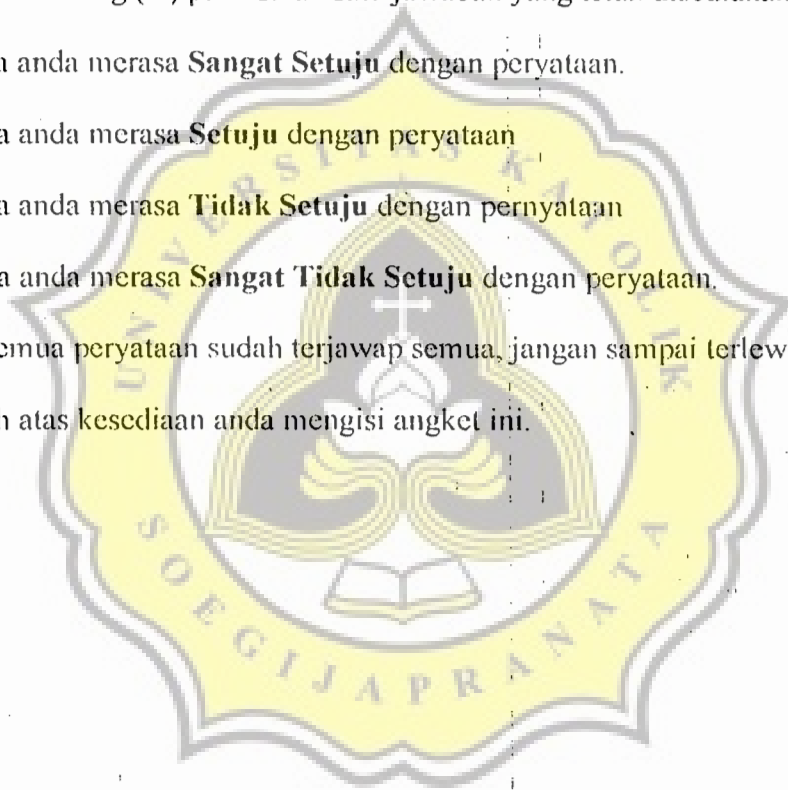 a anda merasa Sangat Setuju dengan peryataan.
a anda merasa Setuju dengan peryataan
a anda merasa Tidak Setuju dengan pernyataan
a anda merasa Sangat Tidak Setuju dengan peryataan.
emua peryataan sudah terjawap semua, jangan sampai terlew
h atas kesediaan anda mengisi angket ini.
UNIVERSITAS KATOLIK
SOEGIJAPRANATA